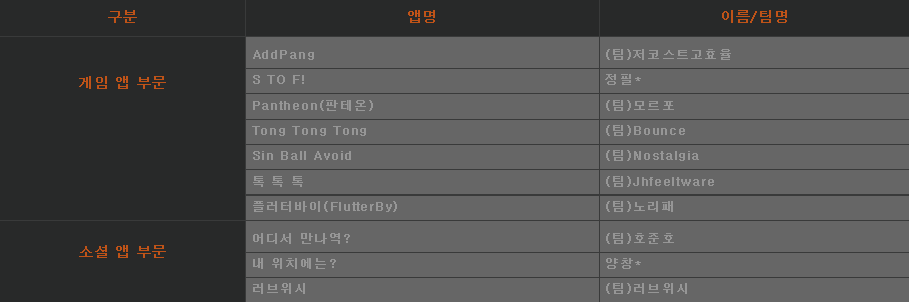 구분 앱명 이름/팀명
게임 앱 부문
AddPang (팀)저코스트고효율
S TO F! 정필*
Pantheon(판테온) (팀)모르포
Tong Tong Tong (팀)Bounce
Sin Ball Avoid (팀)Nostalgia
톡 톡 톡 (팀)Jhfeeltware
플러터바이(FlutterBy) (팀)노리패
소셜 앱 부문
어디서 만나역? (팀)호준호
내 위치에는? 양창*
러브위시 (팀)러브위시